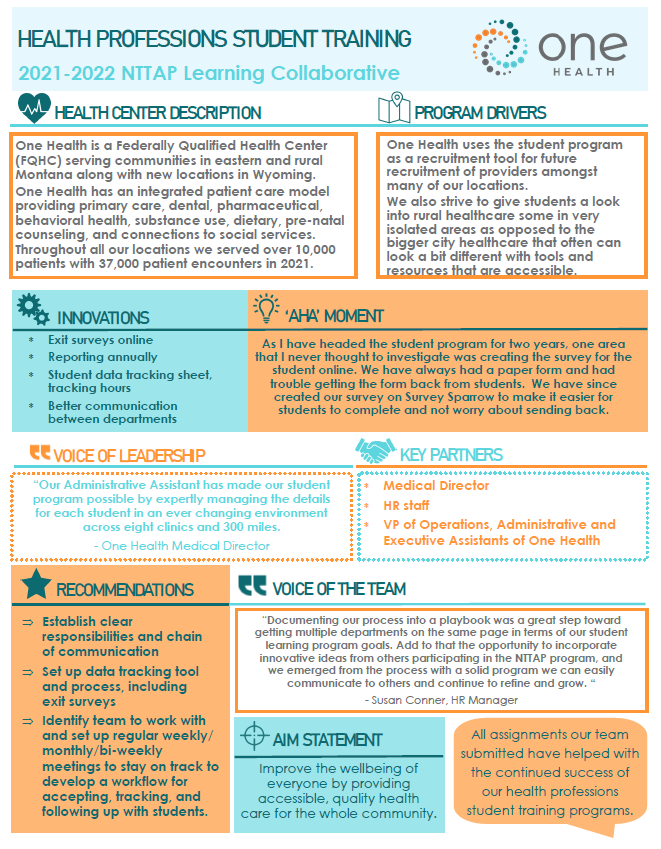 HEALTH PROFESSIONS STUDENT TRAINING
2021-2022 NTTAP Learning Collaborative
one
HEALTH
HEALTH CENTER DESCRIPTION
One Health is a Federally Qualified Health Center
(FQHC) serving communities in eastern and rural
Montana along with new locations in Wyoming.
One Health has an integrated patient care model
providing primary care, dental, pharmaceutical,
behavioral health, substance use, dietary, pre-natal
counseling, and connections to social services.
Throughout all our locations we served over 10,000
patients with 37,000 patient encounters in 2021.
PROGRAM DRIVERS
One Health uses the student program
as a recruitment tool for future
recruitment of providers amongst
many of our locations.
We also strive to give students a look
into rural healthcare some in very
isolated areas as opposed to the
bigger city healthcare that often can
look a bit different with tools and
resources that are accessible.
INNOVATIONS
* Exit surveys online
* Reporting annually
* Student data tracking sheet,
tracking hours
* Better communication
between departments
‘AHA’ MOMENT
As I have headed the student program for two years, one area
that I never thought to investigate was creating the survey for the
student online. We have always had a paper form and had
trouble getting the form back from students.  We have since
created our survey on Survey Sparrow to make it easier for
students to complete and not worry about sending back.
VOICE OF LEADERSHIP
“Our Administrative Assistant has made our student
program possible by expertly managing the details
for each student in an ever changing environment
across eight clinics and 300 miles.
- One Health Medical Director
KEY PARTNERS
* Medical Director
* HR staff
* VP of Operations, Administrative and
Executive Assistants of One Health
RECOMMENDATIONS
⇒ Establish clear
responsibilities and chain
of communication
⇒ Set up data tracking tool
and process, including
exit surveys
⇒ Identify team to work with
and set up regular weekly/
monthly/bi-weekly
meetings to stay on track to
develop a workflow for
accepting, tracking, and
following up with students.
VOICE OF THE TEAM
“Documenting our process into a playbook was a great step toward
getting multiple departments on the same page in terms of our student
learning program goals. Add to that the opportunity to incorporate
innovative ideas from others participating in the NTTAP program, and
we emerged from the process with a solid program we can easily
communicate to others and continue to refine and grow. “
- Susan Conner, HR Manager
AIM STATEMENT
Improve the wellbeing of
everyone by providing
accessible, quality health
care for the whole community.
All assignments our team
submitted have helped with
the continued success of
our health professions
student training programs.